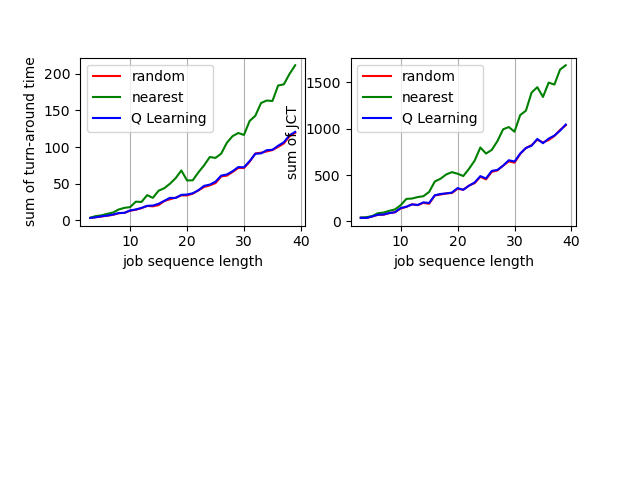 sum of turn-around time
200
150
100
50
0
random
nearest
Q Learning
10
20
30
40
job sequence length
sum of JCT
1500
1000
500
0
random
nearest
Q Learning
10
20
30
40
job sequence length